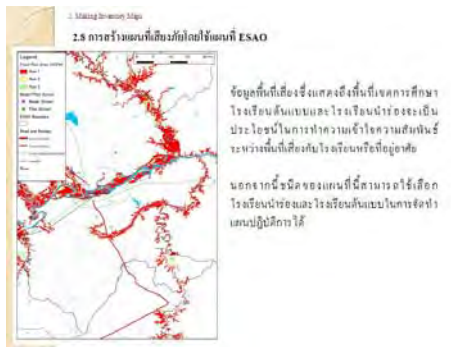 2. Making Inventory Maps
2.8 การสร้างแผนที่เสี่ยงภัยโดยใช้แผนที่ ESAO
Legend
ข้อมูลพื้นที่เสี่ยงซึ่งแสดงถึงพื้นที่เขตการศึกษา
โรงเรียนต้นแบบและโรงเรียนนำร่องจะเป็น
ประโยชน์ในการทำความเข้าใจความสัมพันธ์
ระหว่างพื้นที่เสี่ยงกับโรงเรียนหรือที่อยู่อาศัย
นอกจากนี้ชนิดของแผนที่นี้สามารถใช้เลือก
โรงเรียนนำร่องและโรงเรียนต้นแบบในการจัดทำ
แผนปฏิบัติการได้